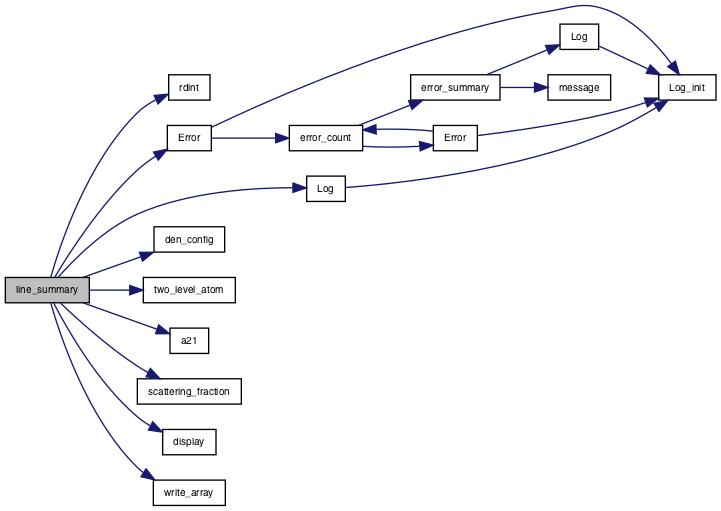 Log
rdint
error_summary
message
Log_init
Error
error_count
Error
Log
den_config
line_summary
two_level_atom
a21
scattering_fraction
display
write_array